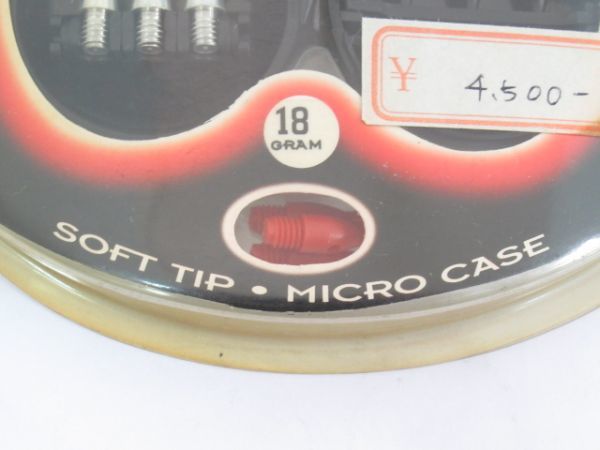 ¥ 4,500-
18
GRAM
SOFT TIP • MICRO CASE